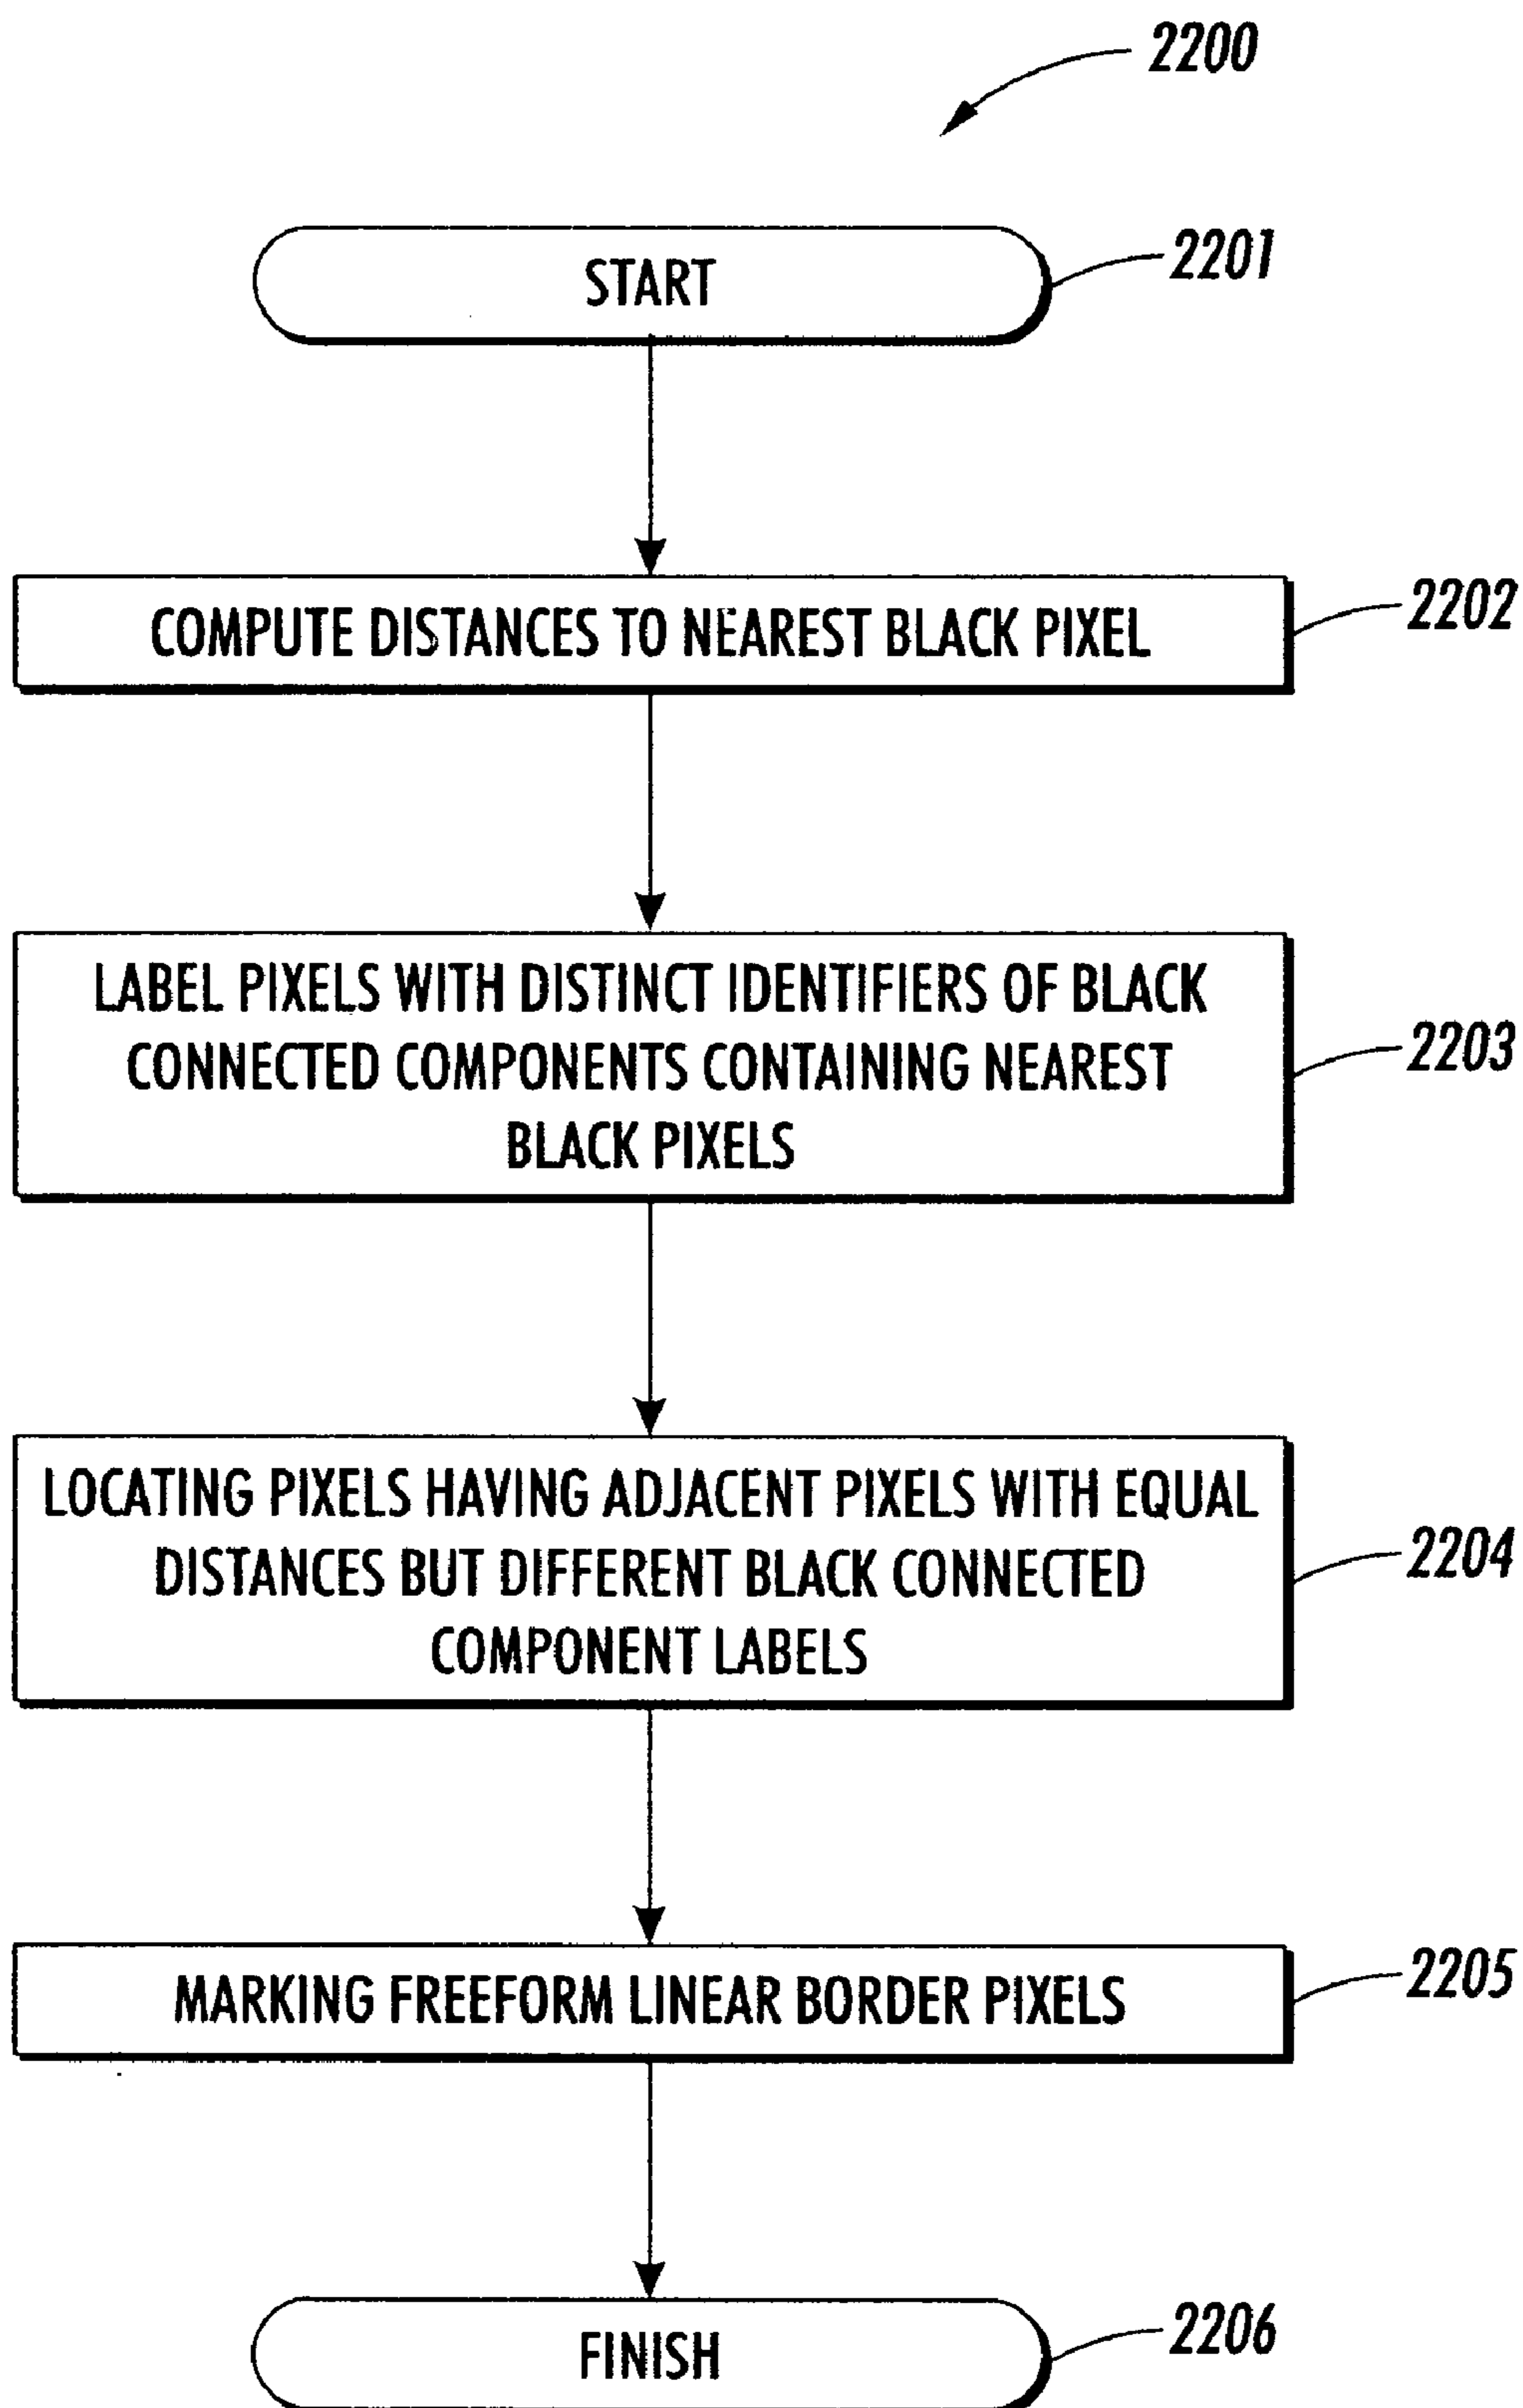 2200
START
2201
COMPUTE DISTANCES TO NEAREST BLACK PIXEL
2202
LABEL PIXELS WITH DISTINCT IDENTIFIERS OF BLACK
CONNECTED COMPONENTS CONTAINING NEAREST
BLACK PIXELS
2203
LOCATING PIXELS HAVING ADJACENT PIXELS WITH EQUAL
DISTANCES BUT DIFFERENT BLACK CONNECTED
COMPONENT LABELS
2204
MARKING FREEFORM LINEAR BORDER PIXELS
2205
FINISH
2206